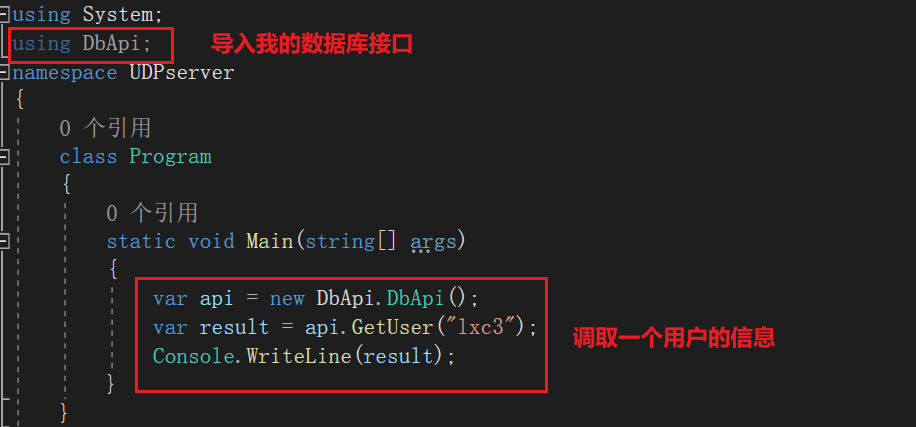 using System;
using DbApi; 导入我的数据库接口
namespace UDPserver
{
0 个引用
class Program
{
0 个引用
static void Main(string[] args)
{
var api = new DbApi.DbApi();
var result = api.GetUser("lxc3"); 调取一个用户的信息
Console.WriteLine(result);
}
}